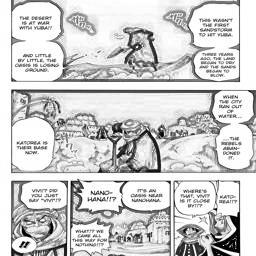 THIS WASN'T
THE FIRST
SANDSTORM
TO HIT YUBA.
THE DESERT
IS AT
WAR WITH
YUBA!!
THREE YEARS
AGO, THE LAND
BEGAN TO DRY
AND THE SANDS
BEGAN TO
BLOW.
AND LITTLE
BY LITTLE,
THE OASIS IS
LOSING
GROUND.
WHEN
THE CITY
RAN OUT
OF
WATER...
...THE
REBELS
ABAN-
DONED
IT.
KATOREA IS
THEIR BASE
NOW.
KATO-
REA!?
WHERE'S
THAT, VIVI?
IS IT
CLOSE
BY!?
IT'S AN
OASIS NEAR
NANOHANA.
NANO-
HANA!?
WHAT!? WE
CAME ALL
THIS WAY FOR
NOTHING!?
VIVI!? DID
YOU JUST
SAY "VIVI"!?
!!